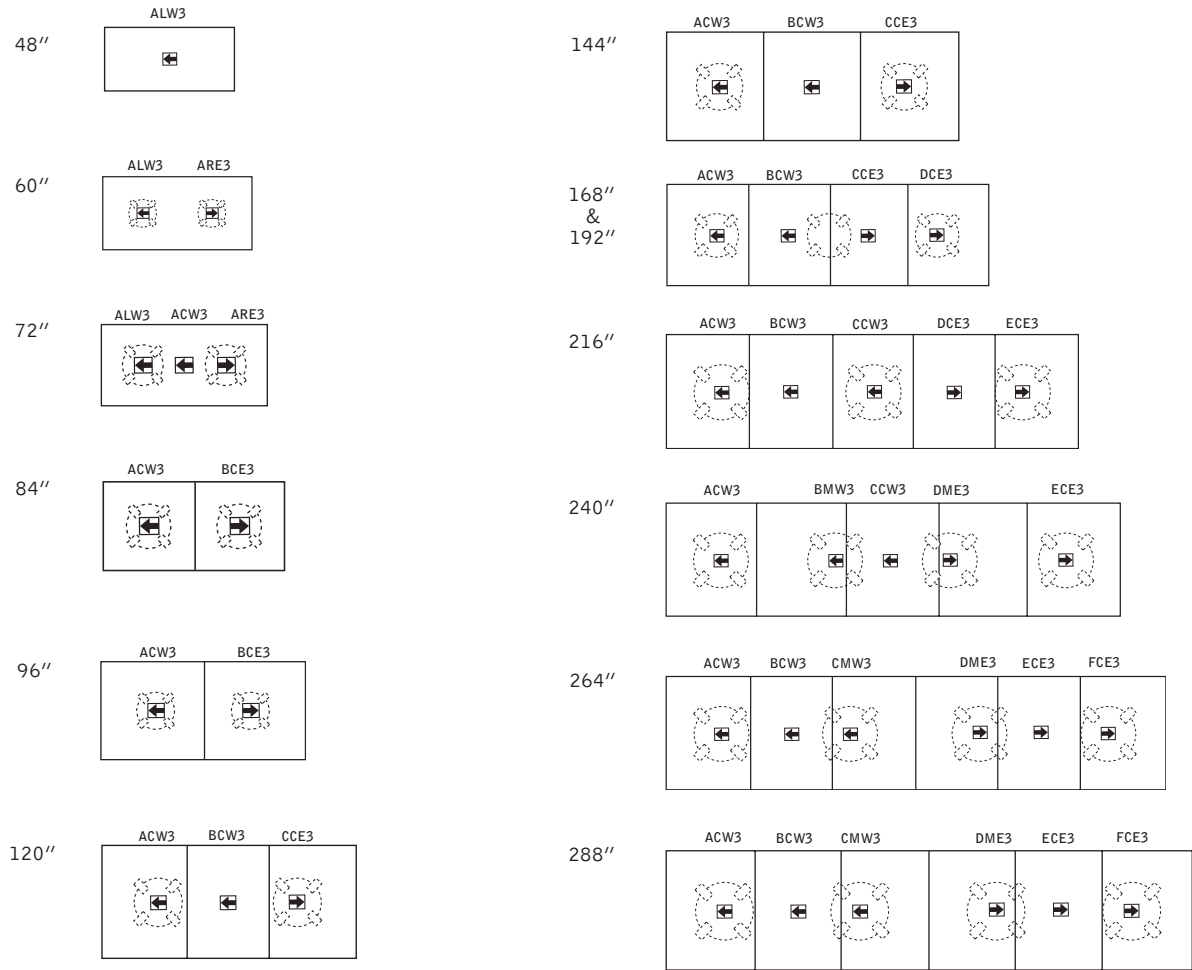 ALW3
48″
ALW3 ARE3
60″
ALW3 ACW3 ARE3
72″
ACW3 BCE3
84″
ACW3 BCE3
96″
ACW3 BCW3 CCE3
120″
ACW3 BCW3 CCE3
144″
ACW3 BCW3 CCE3 DCE3
168″
&
192″
ACW3 BCW3 CCW3 DCE3 ECE3
216″
ACW3 BMW3 CCW3 DME3 ECE3
240″
ACW3 BCW3 CMW3 DME3 ECE3 FCE3
264″
ACW3 BCW3 CMW3 DME3 ECE3 FCE3
288″